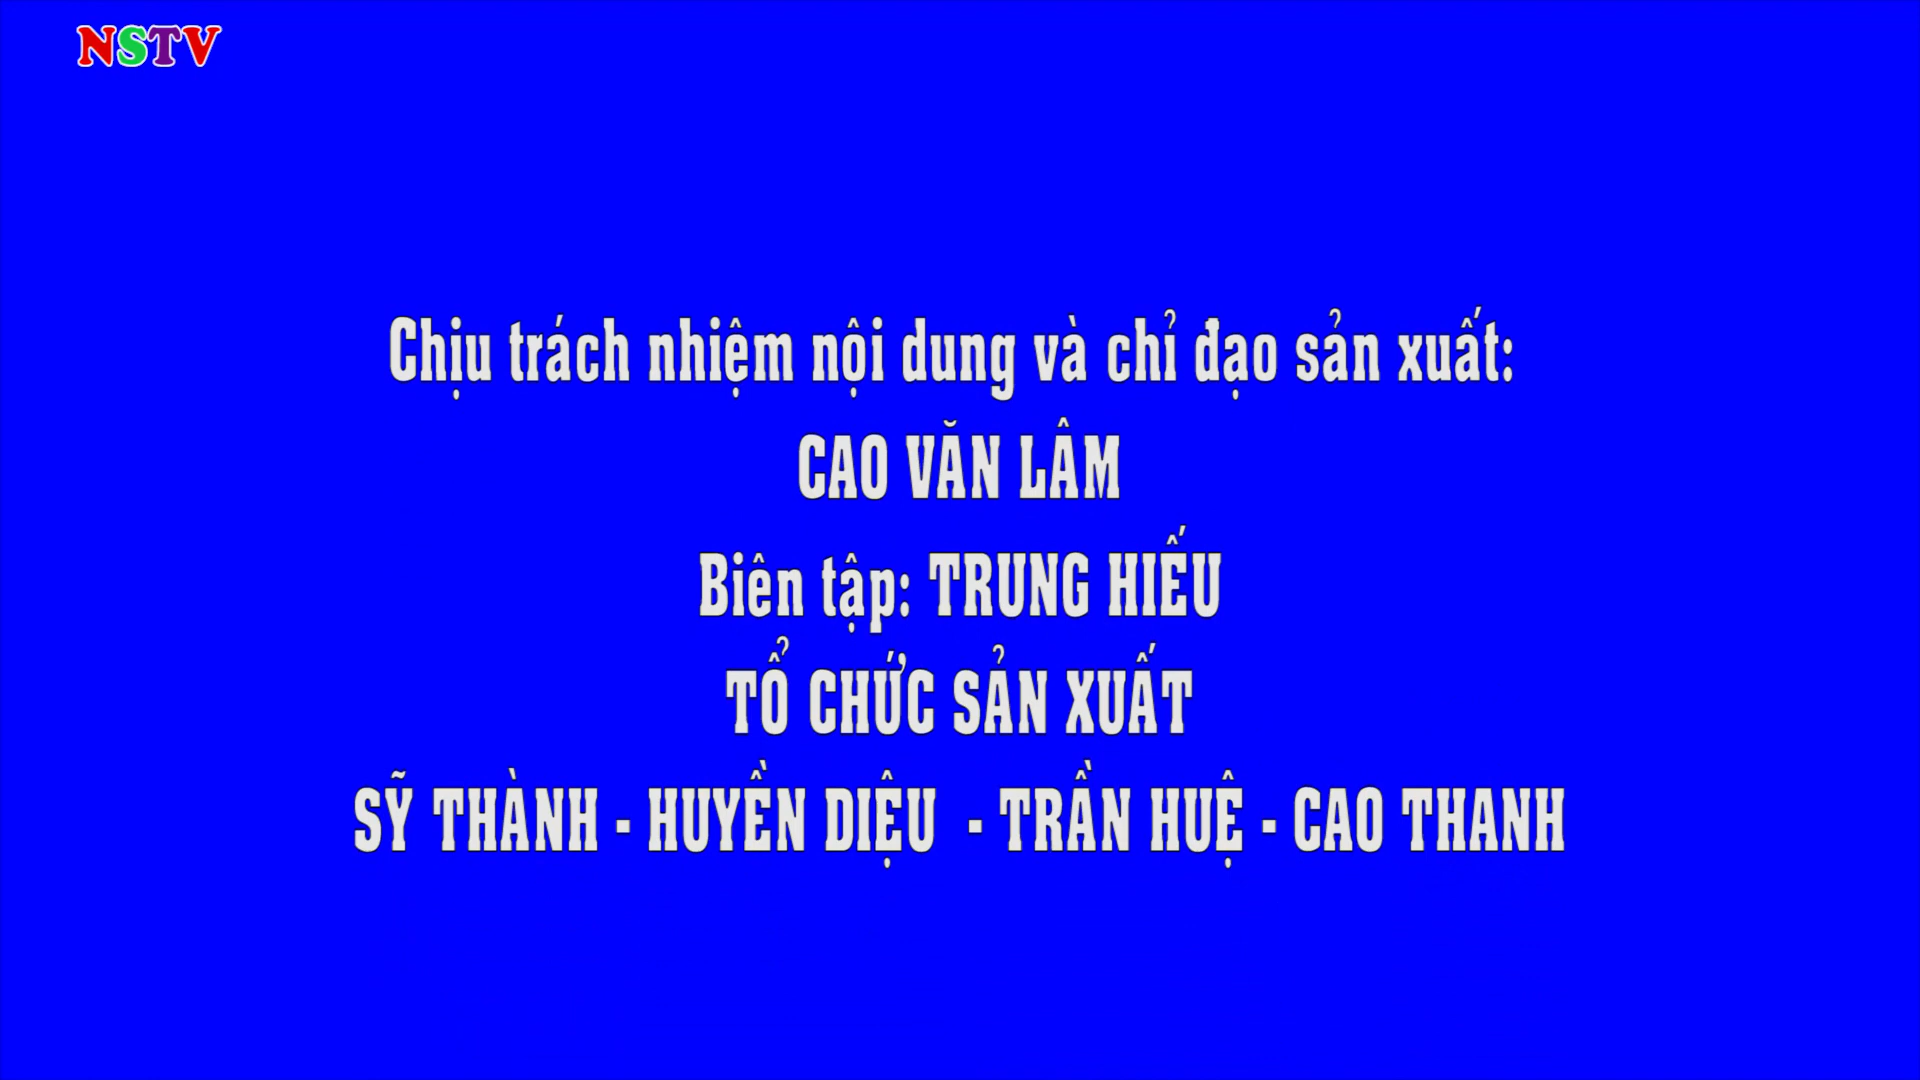 NSTV
Chịu trách nhiệm nội dung và chỉ đạo sản xuất:
CAO VĂN LÂM
Biên tập: TRUNG HIẾU
TỔ CHỨC SẢN XUẤT
SỸ THÀNH - HUYỀN DIỆU - TRẦN HUỆ - CAO THANH